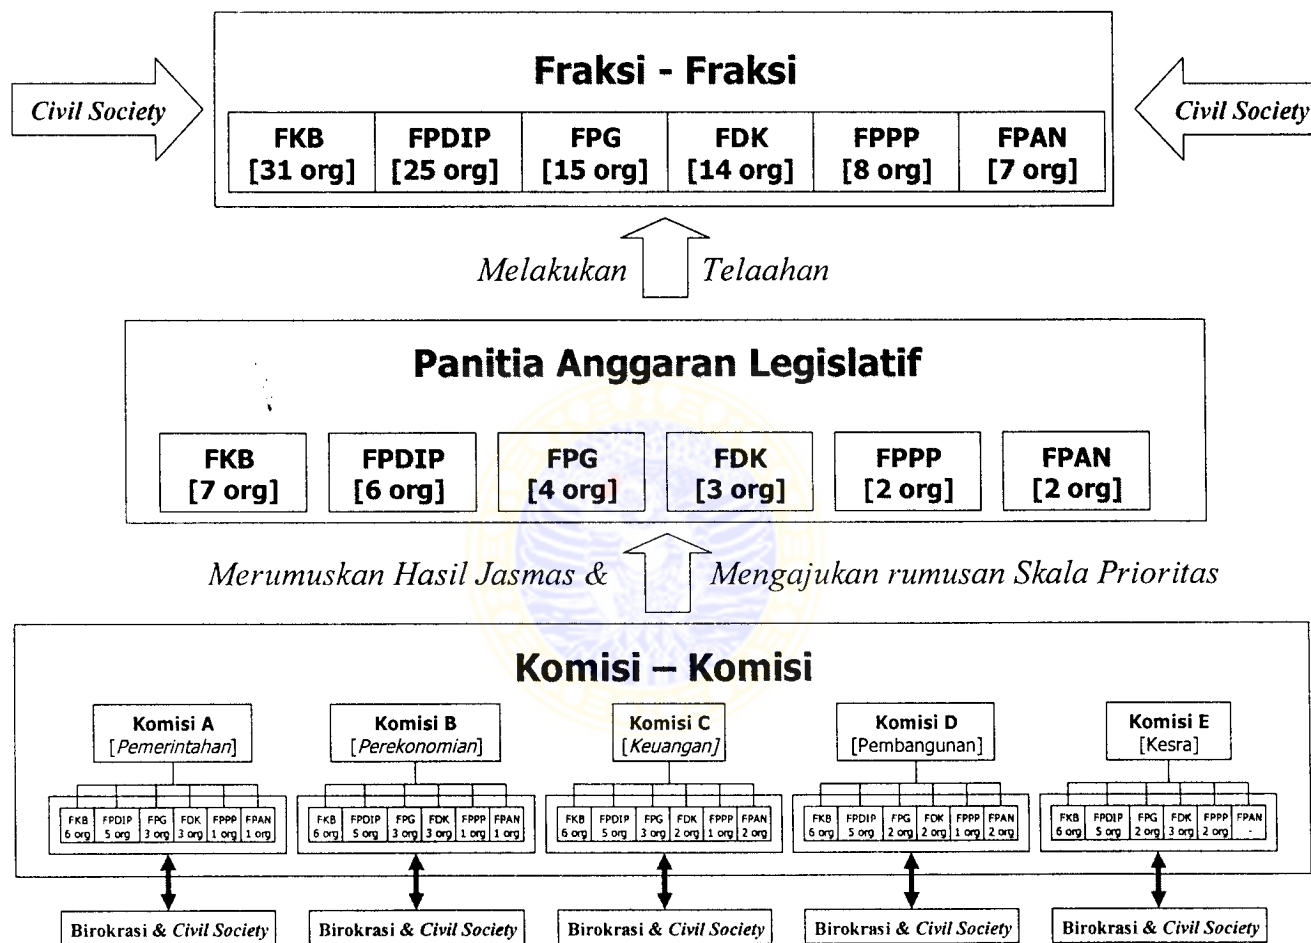 Fraksi - Fraksi
Civil Society
Civil Society
FKB FPDIP FPG FDK FPPP FPAN
[31 org] [25 org] [15 org] [14 org] [8 org] [7 org]
Melakukan Telaahan
Panitia Anggaran Legislatif
FKB FPDIP FPG FDK FPPP FPAN
[7 org] [6 org] [4 org] [3 org] [2 org] [2 org]
Merumuskan Hasil Jasmas & Mengajukan rumusan Skala Prioritas
Komisi – Komisi
Komisi A Komisi B Komisi C Komisi D Komisi E
[Pemerintahan] [Perekonomian] [Keuangan] [Pembangunan] [Kesra]
FKB FPDIP FPG FDK FPPP FPAN FKB FPDIP FPG FDK FPPP FPAN FKB FPDIP FPG FDK FPPP FPAN FKB FPDIP FPG FDK FPPP FPAN FKB FPDIP FPG FDK FPPP FPAN
6 org 5 org 3 org 3 org 1 org 1 org 6 org 5 org 3 org 3 org 1 org 1 org 6 org 5 org 3 org 2 org 1 org 2 org 6 org 5 org 2 org 2 org 1 org 2 org 6 org 5 org 2 org 3 org 2 org -
Birokrasi & Civil Society Birokrasi & Civil Society Birokrasi & Civil Society Birokrasi & Civil Society Birokrasi & Civil Society